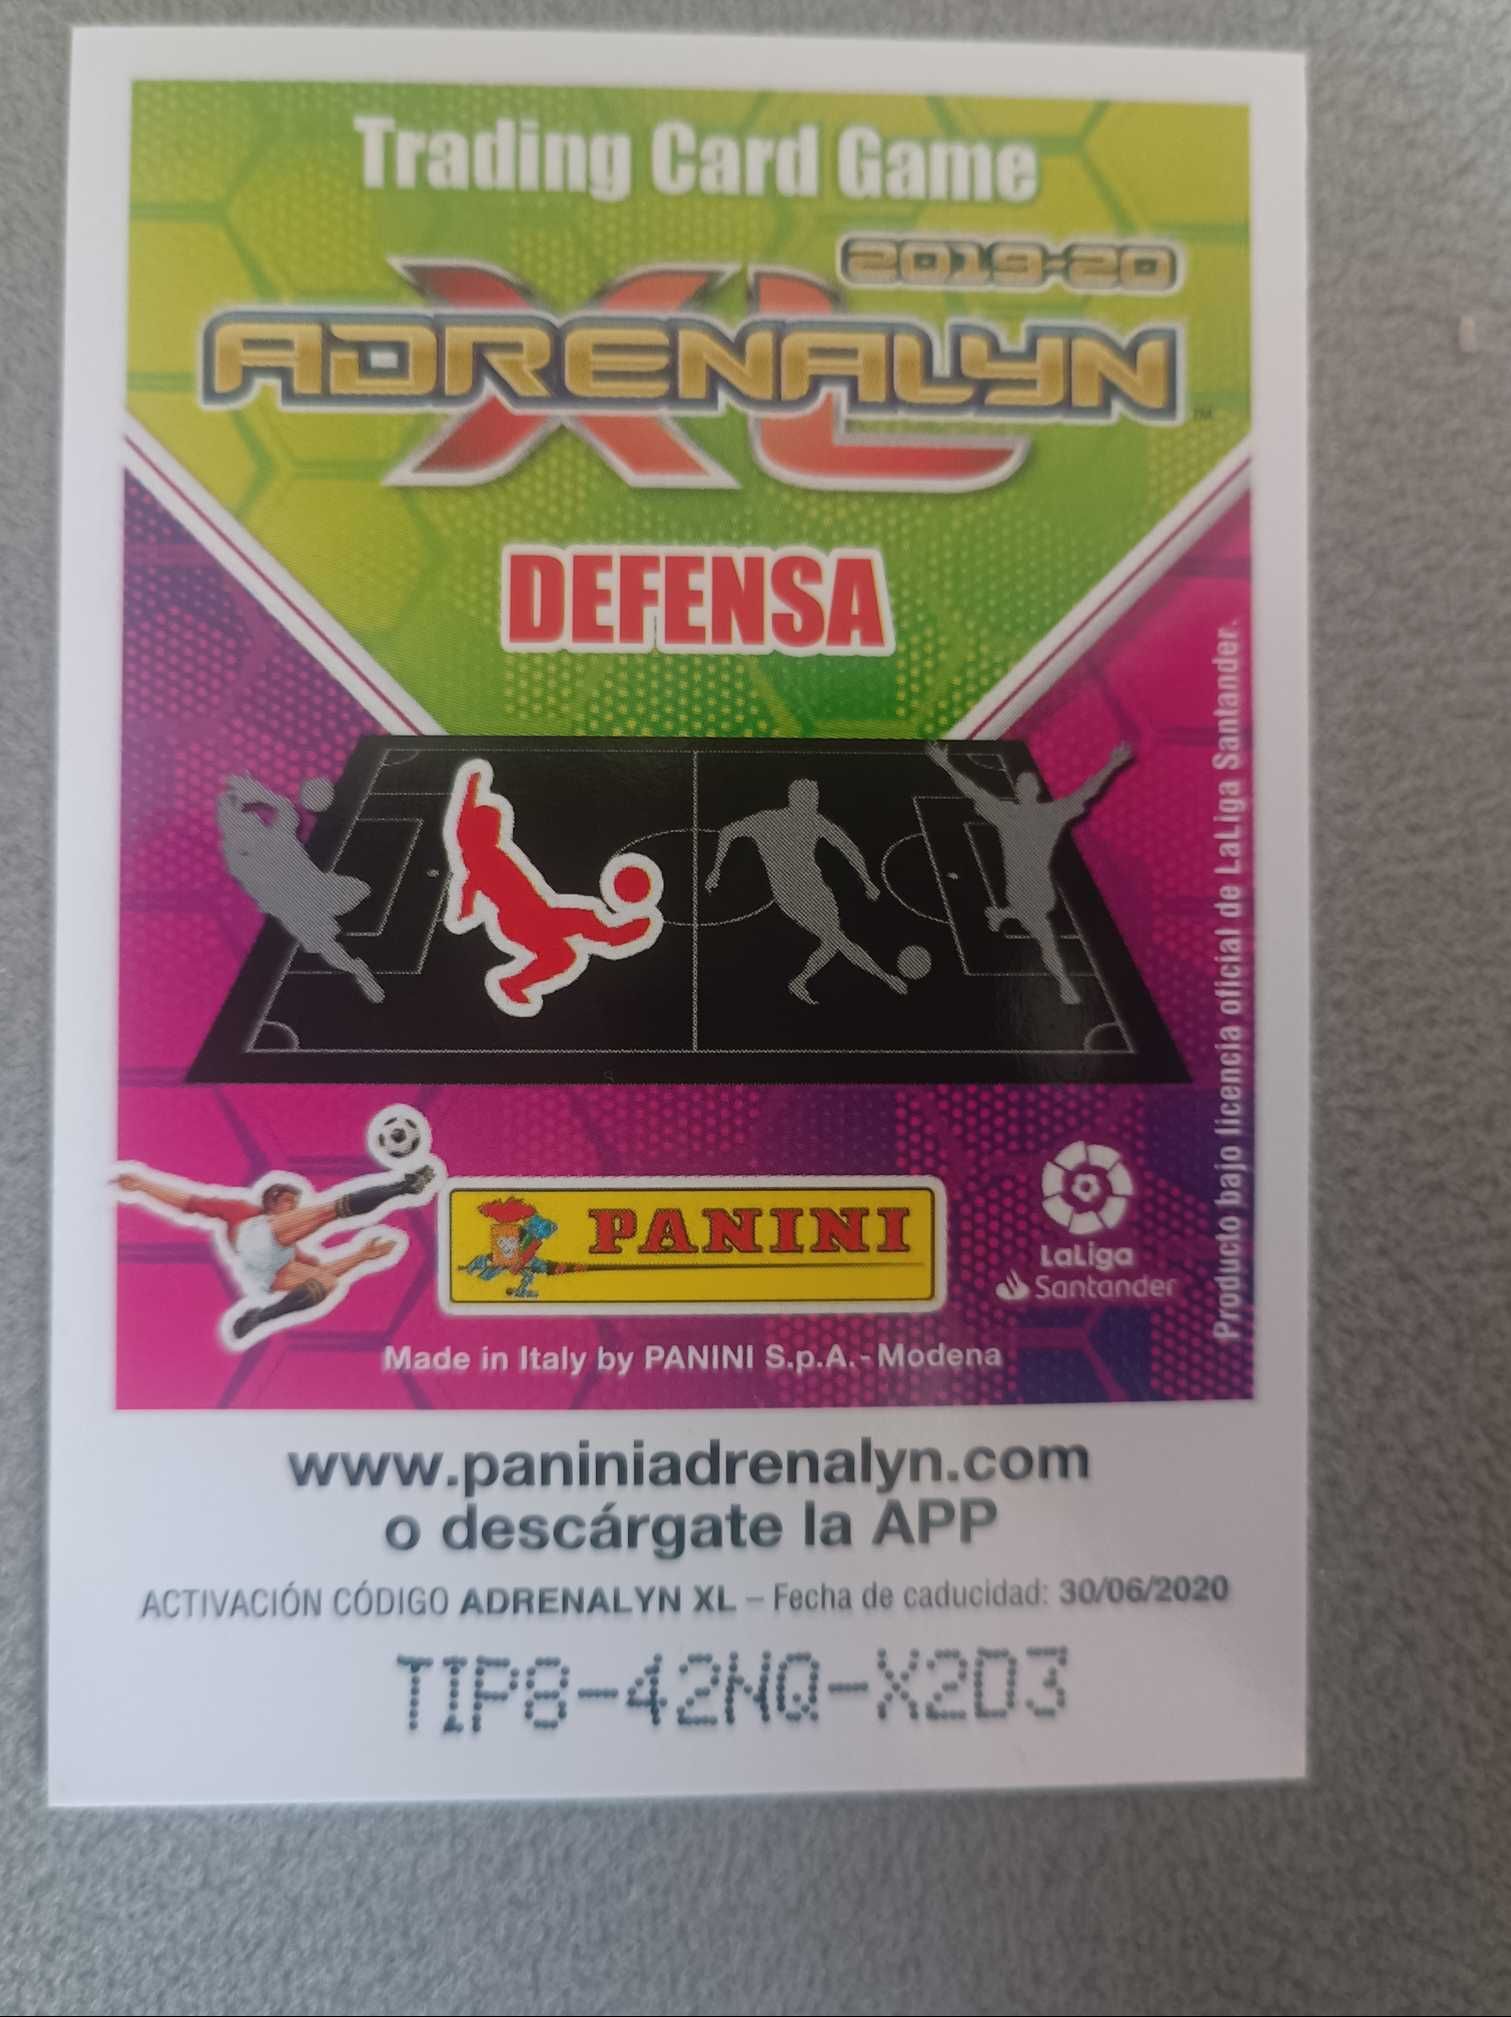 Trading Card Game
2019-20
XL
ADRENALYN
TM
DEFENSA
Producto bajo licencia oficial de LaLiga Santander.
PANINI
LaLiga
Santander
Made in Italy by PANINI S.p.A.-Modena
www.paniniadrenalyn.com
o descárgate la APP
ACTIVACIÓN CÓDIGO ADRENALYN XL – Fecha de caducidad: 30/06/2020
TIP8-42NQ-X2D3